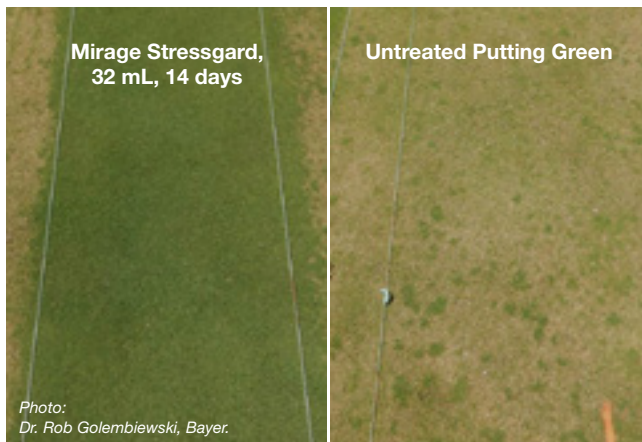 Mirage Stressgard,
32 mL, 14 days
Untreated Putting Green
Photo:
Dr. Rob Golembiewski, Bayer.